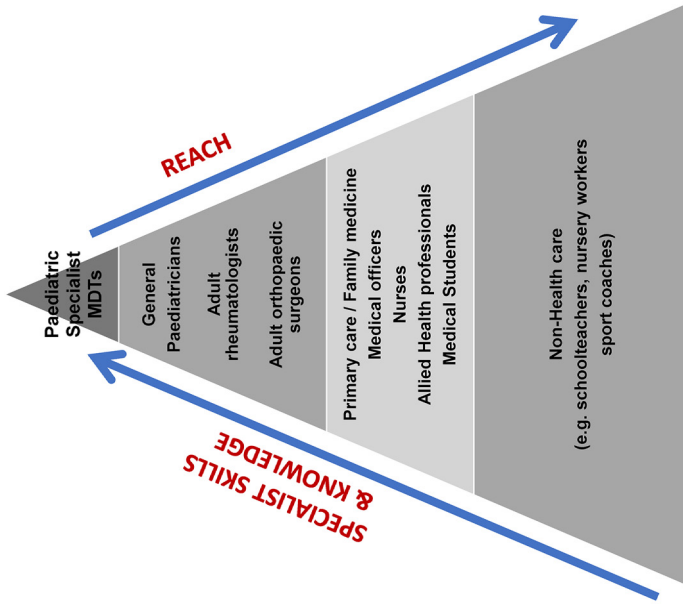 REACH
SPECIALIST SKILLS
& KNOWLEDGE
Paediatric
Specialist
MDTs
General
Paediatricians
Adult
rheumatologists
Adult orthopaedic
surgeons
Primary care / Family medicine
Medical officers
Nurses
Allied Health professionals
Medical Students
Non-Health care
(e.g. schoolteachers, nursery workers
sport coaches)